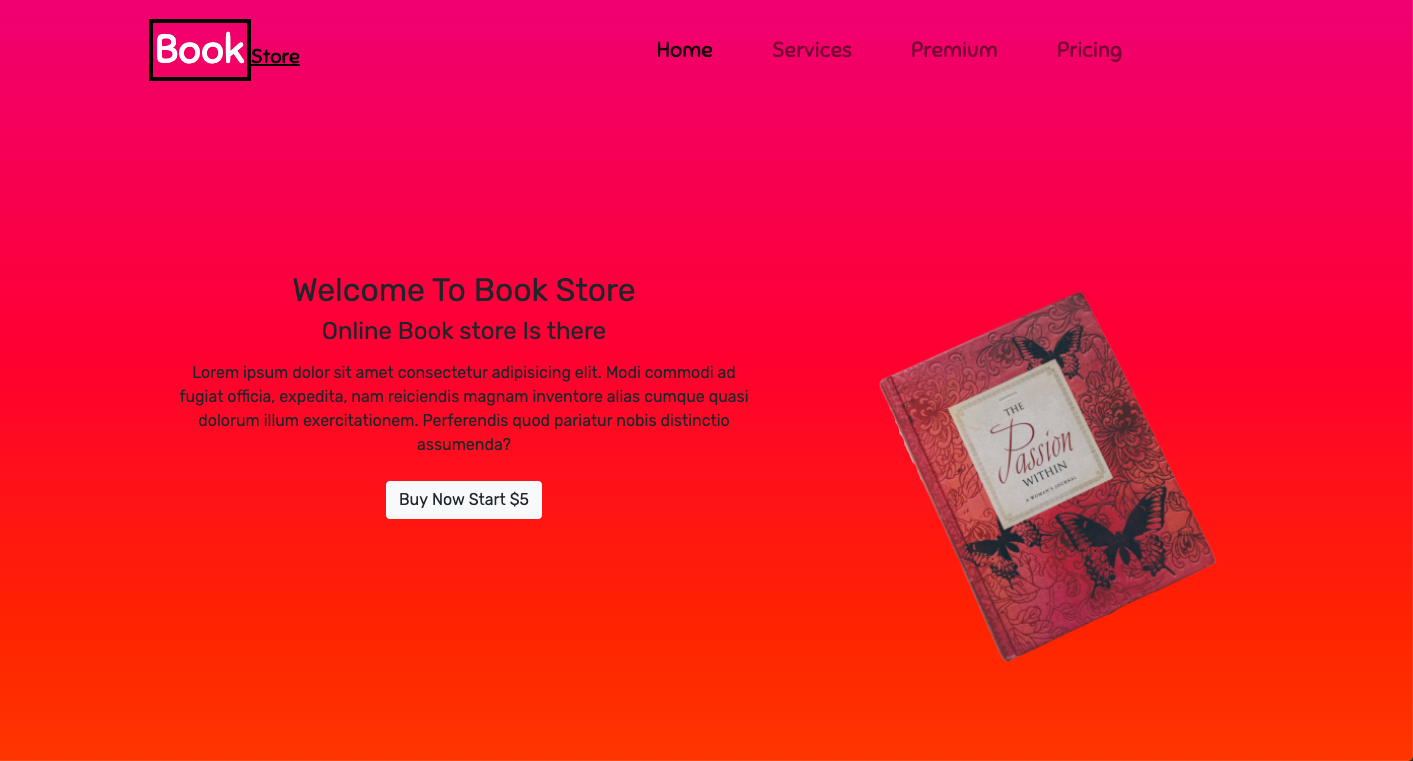 Book Store
Home Services Premium Pricing
Welcome To Book Store
Online Book store Is there
Lorem ipsum dolor sit amet consectetur adipisicing elit. Modi commodi ad
fugiat officia, expedita, nam reiciendis magnam inventore alias cumque quasi
dolorum illum exercitationem. Perferendis quod pariatur nobis distinctio
assumenda?
Buy Now Start $5
THE
Passion
WITHIN
A WOMAN'S JOURNAL